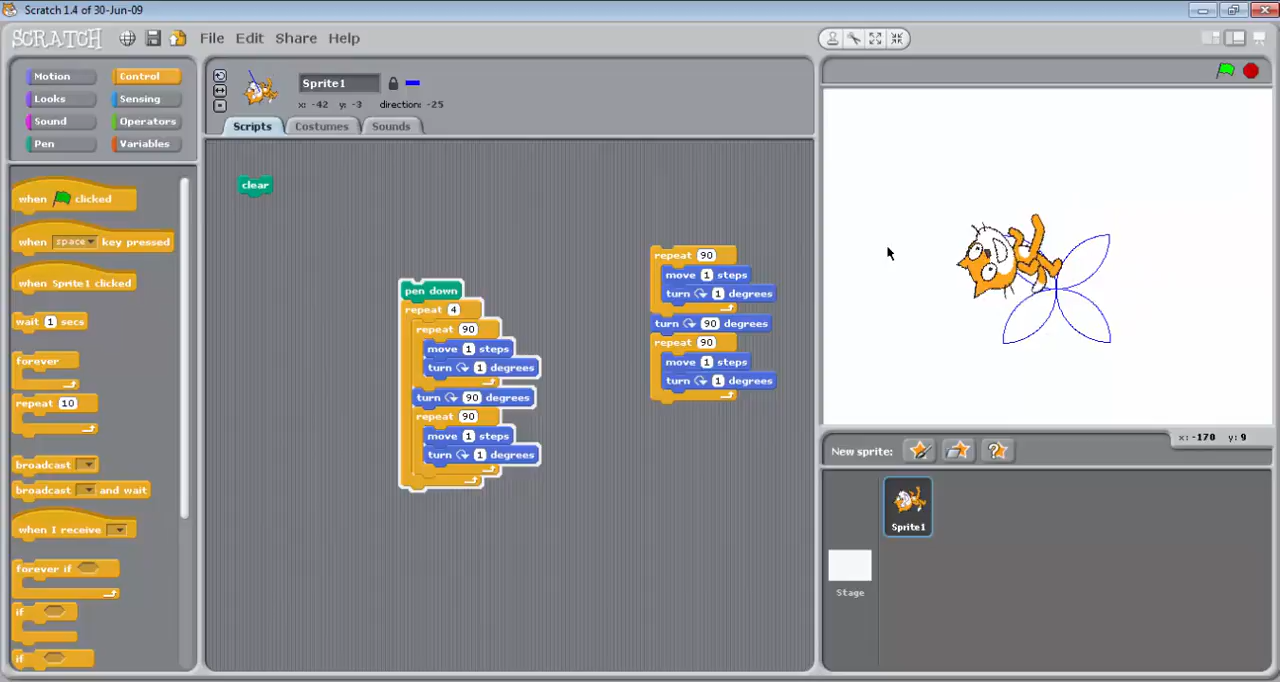 Scratch 1.4 of 30-Jun-09
SCRATCH File Edit Share Help
Motion Control
Looks Sensing
Sound Operators
Pen Variables
when clicked
when space key pressed
when Sprite1 clicked
wait 1 secs
forever
repeat 10
broadcast
broadcast and wait
when I receive
forever if
if
if
Sprite1
x: -42 y: -3 direction: -25
Scripts Costumes Sounds
clear
pen down
repeat 4
repeat 90
move 1 steps
turn 1 degrees
turn 90 degrees
repeat 90
move 1 steps
turn 1 degrees
repeat 90
move 1 steps
turn 1 degrees
turn 90 degrees
repeat 90
move 1 steps
turn 1 degrees
x: -170 y: 9
New sprite:
Sprite1
Stage